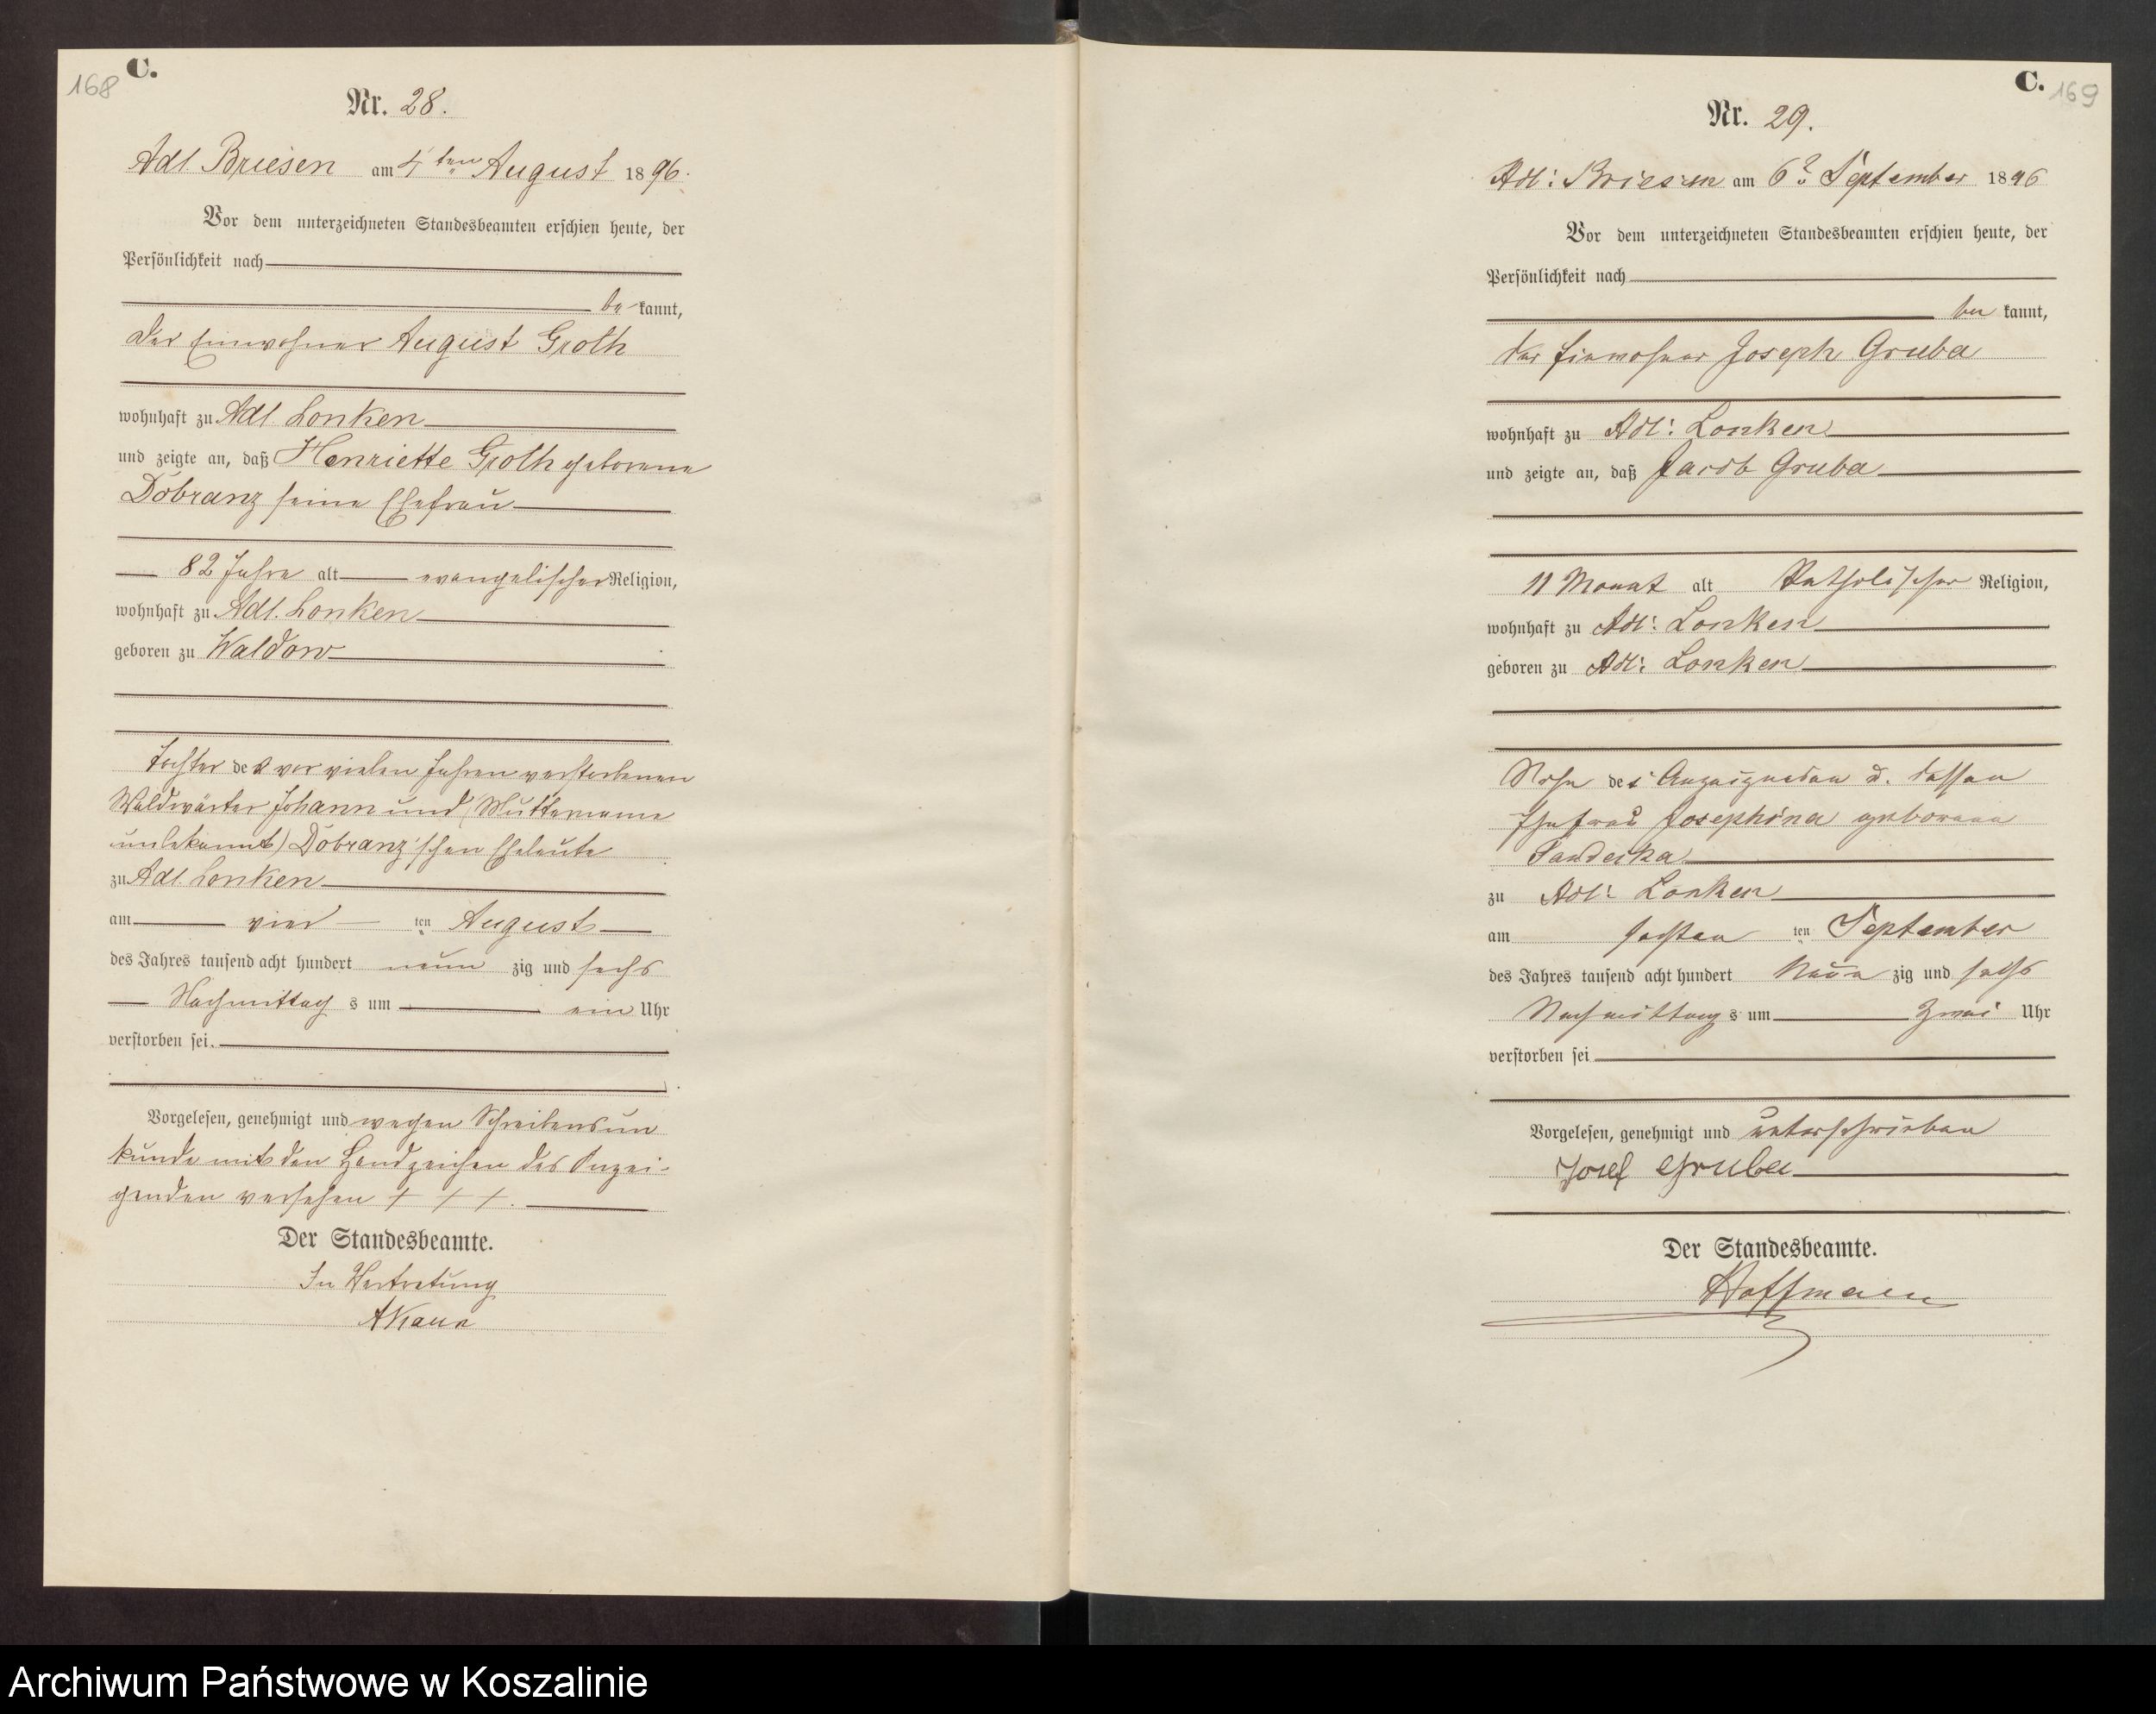 168
C.
Nr. 28.
Adl. Briesen am 4ten August 1896.
Vor dem unterzeichneten Standesbeamten erschien heute, der
Persönlichkeit nach
be kannt,
der Einwohner August Groth
wohnhaft zu Adl. Lonken
und zeigte an, daß Henriette Groth geborene
Dobranz seine Ehefrau
82 Jahre alt evangelischer Religion,
wohnhaft zu Adl. Lonken
geboren zu Waldow
Tochter der vor vielen Jahren verstorbenen
Waldwärter Johann und (Muttername
unbekannt) Dobranz'schen Eheleute
zu Adl. Lonken
am vier ten August
des Jahres tausend acht hundert neun zig und sechs
Nachmittag s um ein Uhr
verstorben sei.
Vorgelesen, genehmigt und wegen Schreibensun
kunde mit den Handzeichen des Anzei-
genden versehen + + +.
Der Standesbeamte.
In Vertretung
C. 169
Nr. 29.
Adl: Briesen am 6t September 1896
Vor dem unterzeichneten Standesbeamten erschien heute, der
Persönlichkeit nach
be kannt,
der Einwohner Joseph Gruba
wohnhaft zu Adl: Lonken
und zeigte an, daß Jacob Gruba
11 Monat alt Katholischer Religion,
wohnhaft zu Adl: Lonken
geboren zu Adl: Lonken
Sohn des Anzeigenden u. dessen
Ehefrau Josephina geborene
zu Adl: Lonken
am sechsten ten September
des Jahres tausend acht hundert Neun zig und sechs
Nachmittag s um Zwei Uhr
verstorben sei
Vorgelesen, genehmigt und unterschrieben
Josef Gruba
Der Standesbeamte.
Hoffmann
Archiwum Państwowe w Koszalinie